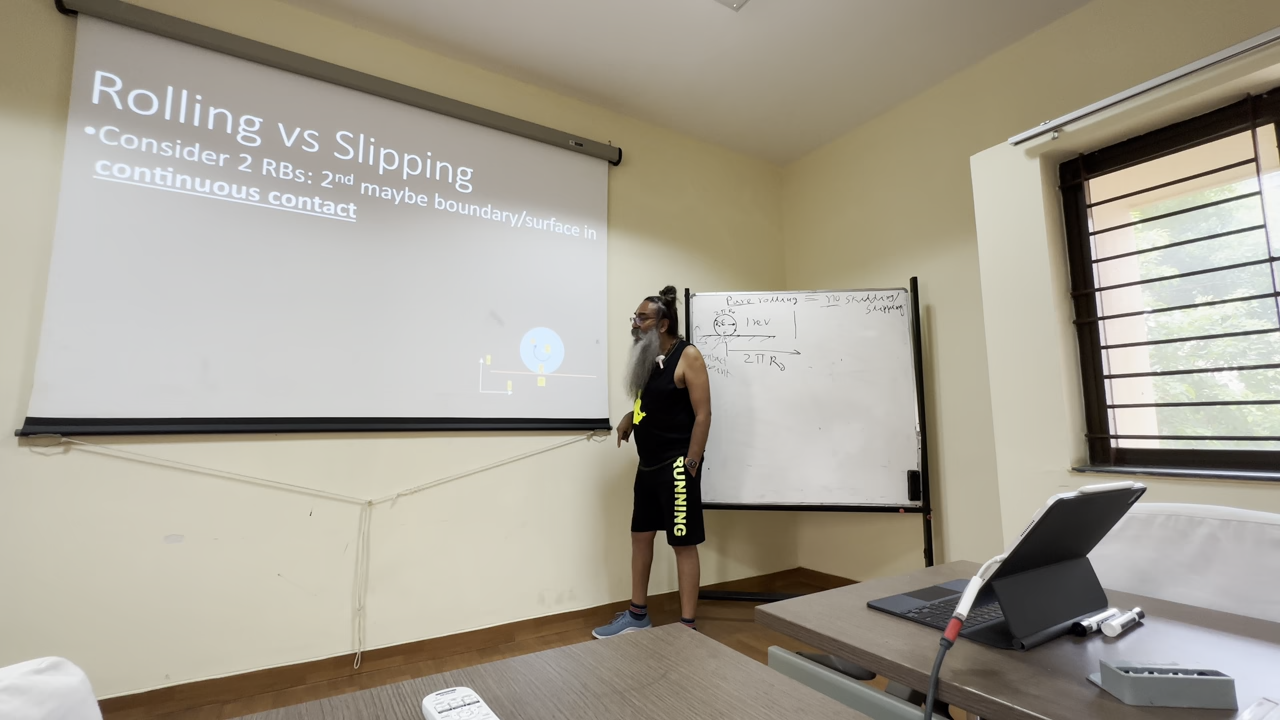 Rolling vs Slipping
•Consider 2 RBs: 2nd maybe boundary/surface in
continuous contact
Pure rolling ≡ no skidding/
slipping
1 rev
2πR
RUNNING